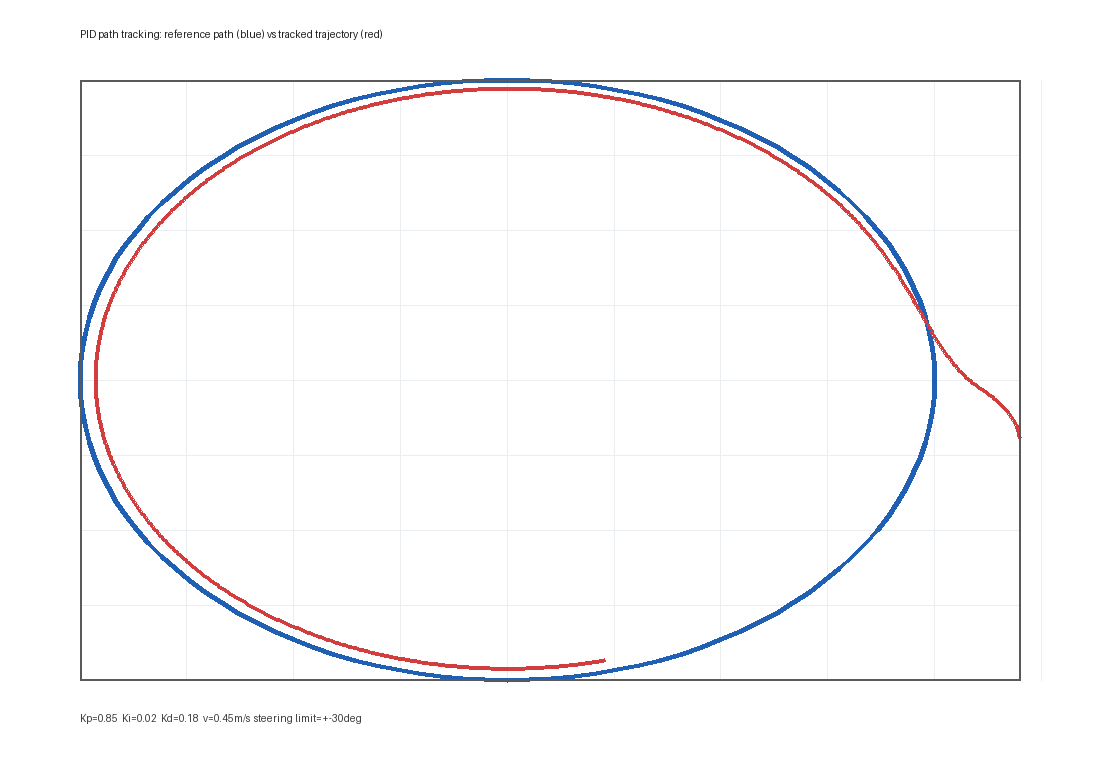 PID path tracking: reference path (blue) vs tracked trajectory (red)
Kp=0.85 Ki=0.02 Kd=0.18 v=0.45m/s steering limit=+-30deg